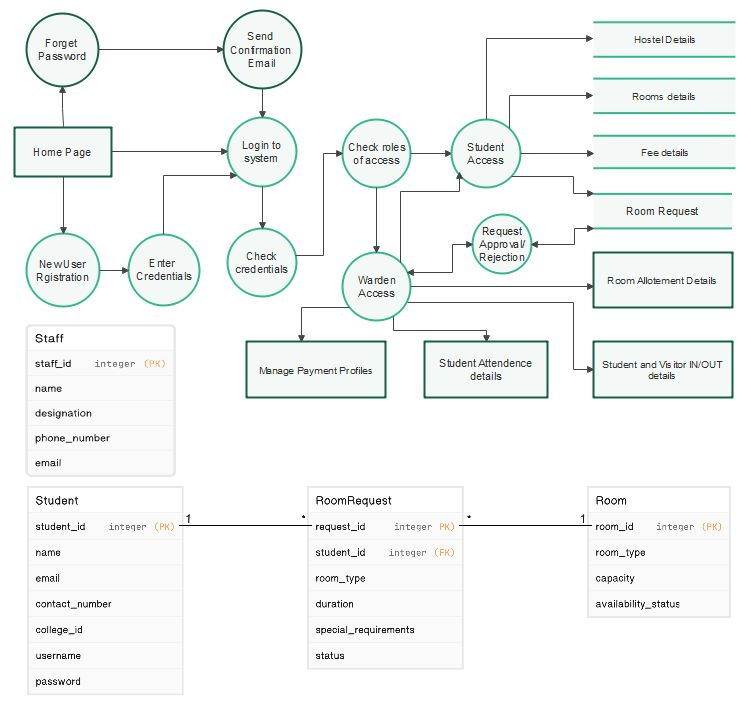 Forget
Password
Send
Confirmation
Email
Hostel Details
Rooms details
Home Page
Login to
system
Check roles
of access
Student
Access
Fee details
Room Request
Request
Approval/
Rejection
New User
Rgistration
Enter
Credentials
Check
credentials
Warden
Access
Room Allotement Details
Manage Payment Profiles
Student Attendence
details
Student and Visitor IN/OUT
details
Staff
staff_id integer (PK)
name
designation
phone_number
email
Student
student_id integer (PK)
name
email
contact_number
college_id
username
password
1
*
RoomRequest
request_id integer PK)
student_id integer (FK)
room_type
duration
special_requirements
status
*
1
Room
room_id integer (PK)
room_type
capacity
availability_status